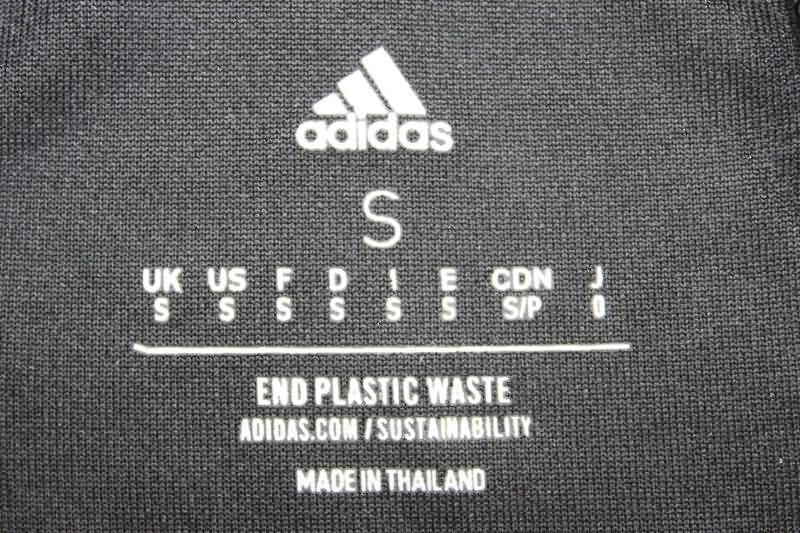 adidas
S
UK US F D I E CDN J
S S S S S S S/P O
END PLASTIC WASTE
ADIDAS.COM / SUSTAINABILITY
MADE IN THAILAND